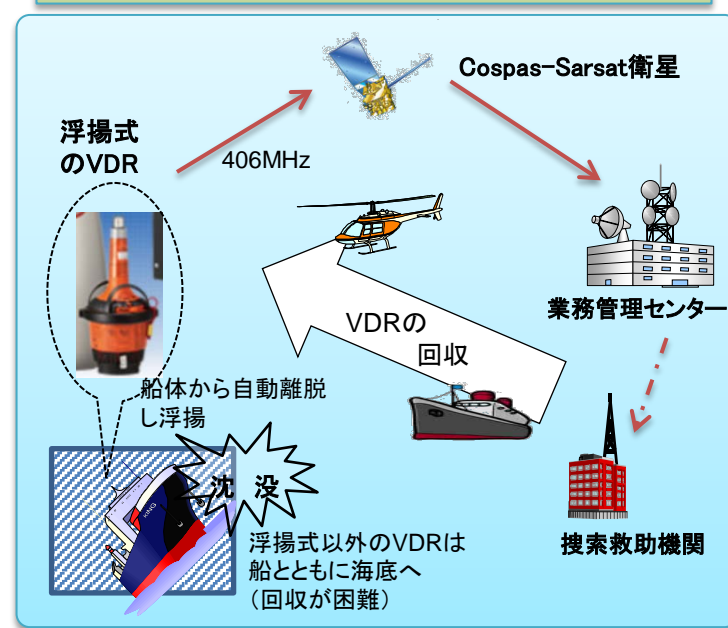 Cospas-Sarsat衛星
浮揚式
のVDR
406MHz
業務管理センター
VDRの
回収
船体から自動離脱
し浮揚
沈 没
浮揚式以外のVDRは
船とともに海底へ
（回収が困難）
捜索救助機関